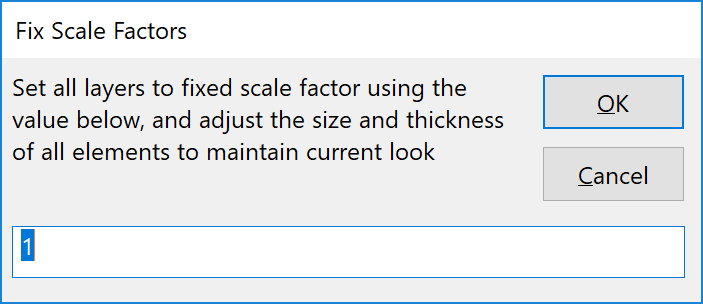 Fix Scale Factors
Set all layers to fixed scale factor using the
value below, and adjust the size and thickness
of all elements to maintain current look
OK
Cancel
1